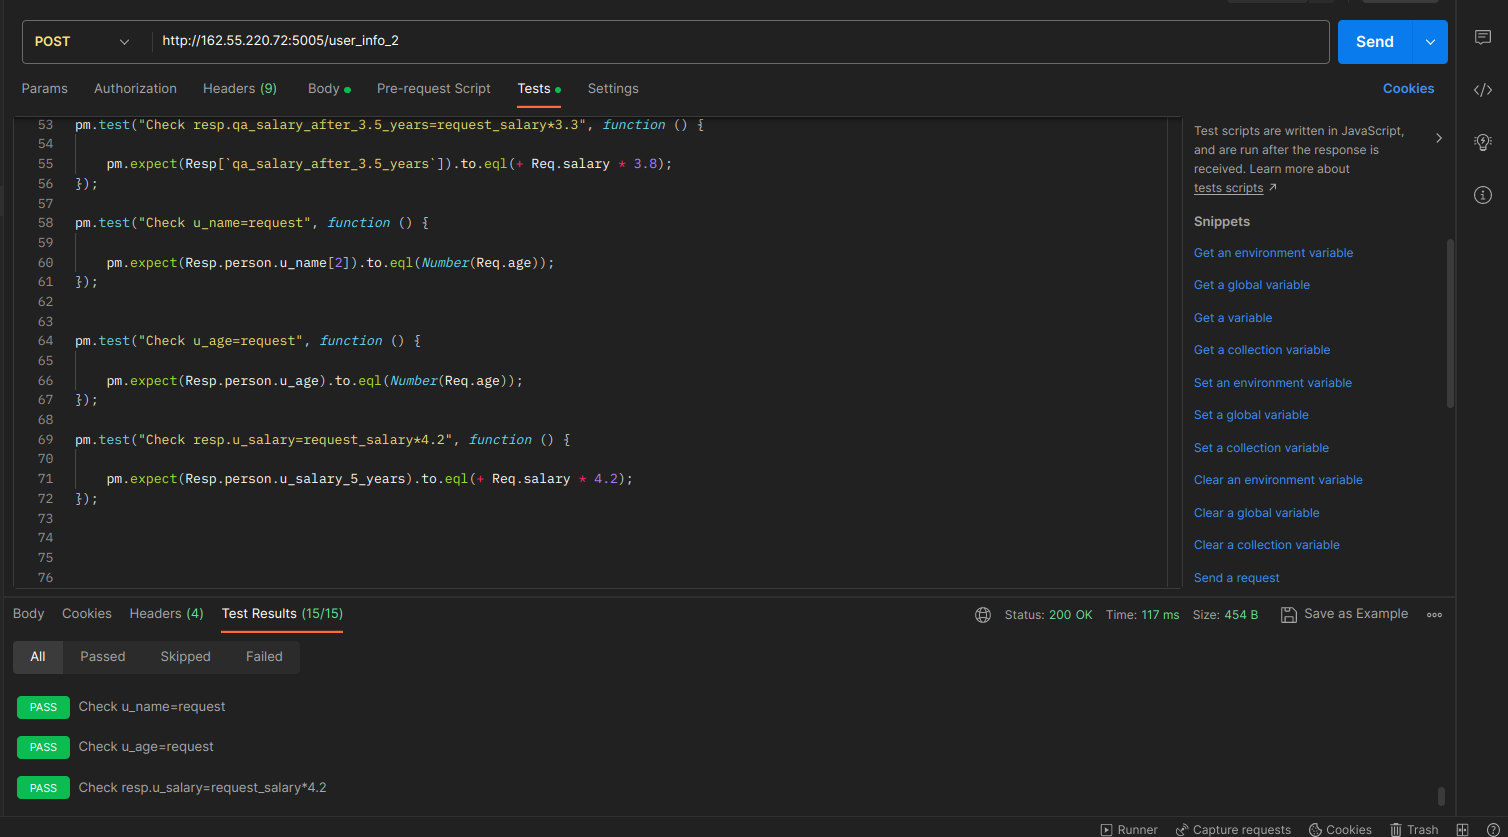 POST
http://162.55.220.72:5005/user_info_2
Send
Params Authorization Headers (9) Body Pre-request Script Tests Settings Cookies
53 pm.test("Check resp.qa_salary_after_3.5_years=request_salary*3.3", function () {
54
55 pm.expect(Resp[`qa_salary_after_3.5_years`]).to.eql(+ Req.salary * 3.8);
56 });
57
58 pm.test("Check u_name=request", function () {
59
60 pm.expect(Resp.person.u_name[2]).to.eql(Number(Req.age));
61 });
62
63
64 pm.test("Check u_age=request", function () {
65
66 pm.expect(Resp.person.u_age).to.eql(Number(Req.age));
67 });
68
69 pm.test("Check resp.u_salary=request_salary*4.2", function () {
70
71 pm.expect(Resp.person.u_salary_5_years).to.eql(+ Req.salary * 4.2);
72 });
73
74
75
76
Test scripts are written in JavaScript,
and are run after the response is
received. Learn more about
tests scripts ↗
Snippets
Get an environment variable
Get a global variable
Get a variable
Get a collection variable
Set an environment variable
Set a global variable
Set a collection variable
Clear an environment variable
Clear a global variable
Clear a collection variable
Send a request
Body Cookies Headers (4) Test Results (15/15) Status: 200 OK Time: 117 ms Size: 454 B Save as Example
All Passed Skipped Failed
PASS Check u_name=request
PASS Check u_age=request
PASS Check resp.u_salary=request_salary*4.2
Runner Capture requests Cookies Trash